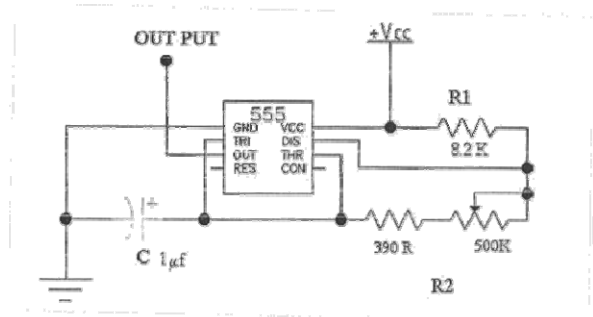 OUT PUT
+Vcc
R1
555
GND VCC
TRI DIS
OUT THR
RES CON
8.2 K
C 1µf
390 R
500K
R2